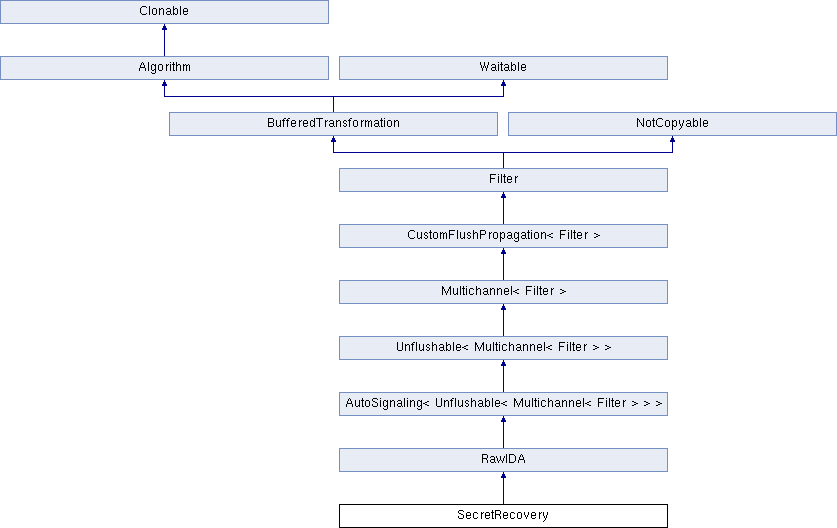 Clonable
Algorithm
Waitable
BufferedTransformation
NotCopyable
Filter
CustomFlushPropagation< Filter >
Multichannel< Filter >
Unflushable< Multichannel< Filter > >
AutoSignaling< Unflushable< Multichannel< Filter > > >
RawIDA
SecretRecovery